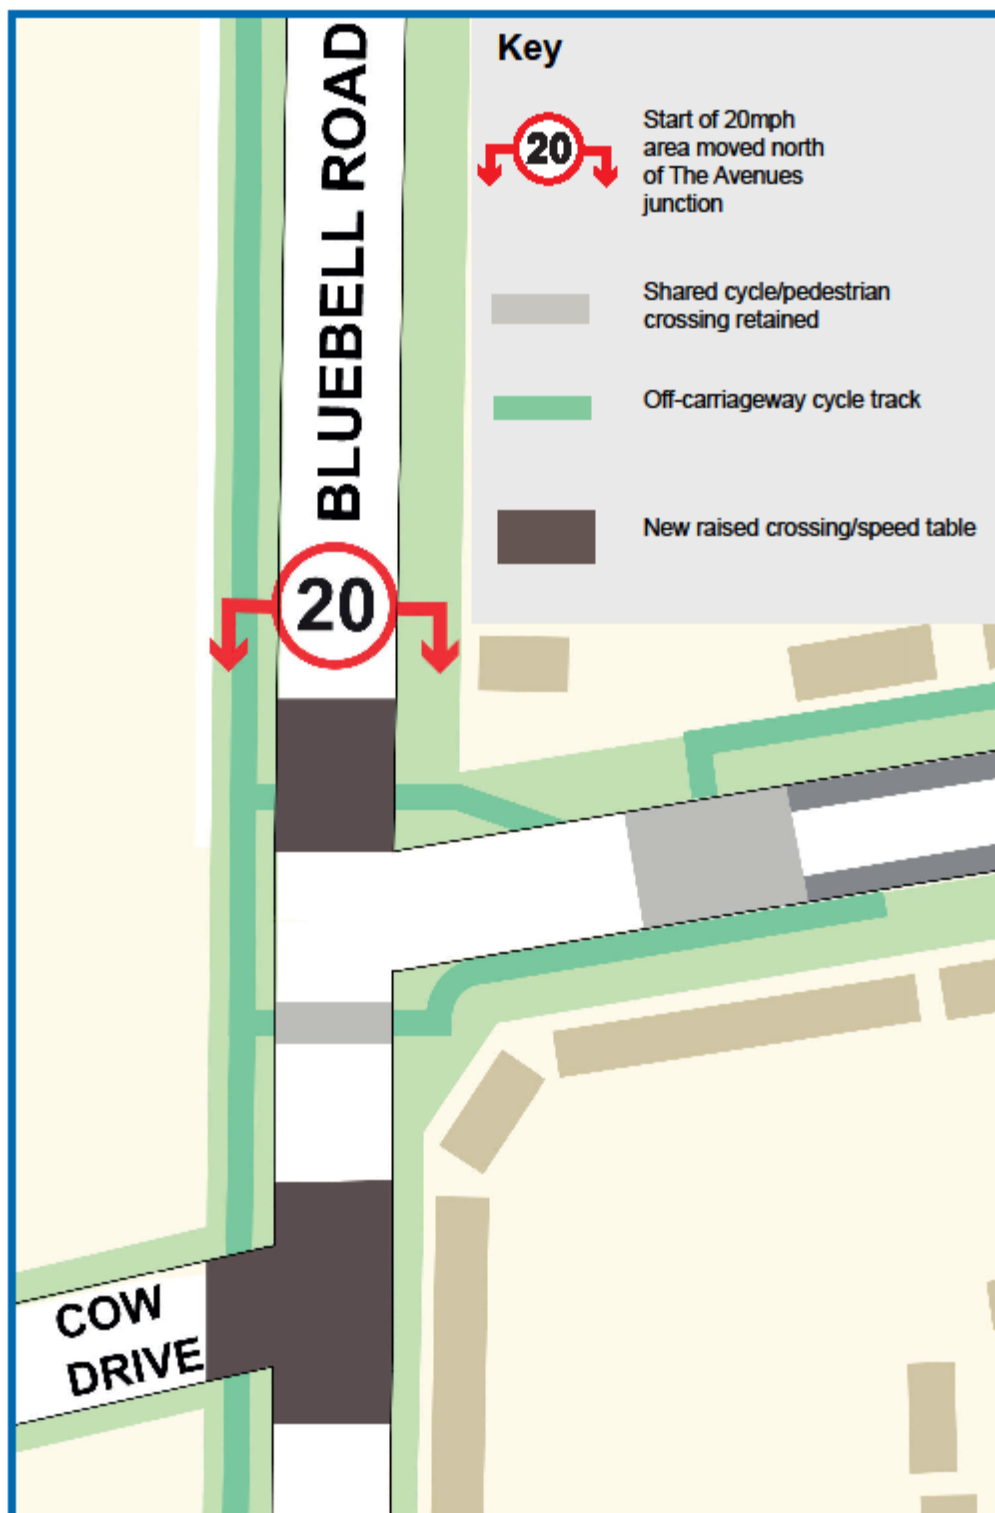 BLUEBELL ROAD
Key
20
Start of 20mph
area moved north
of The Avenues
junction
Shared cycle/pedestrian
crossing retained
Off-carriageway cycle track
New raised crossing/speed table
20
COW
DRIVE